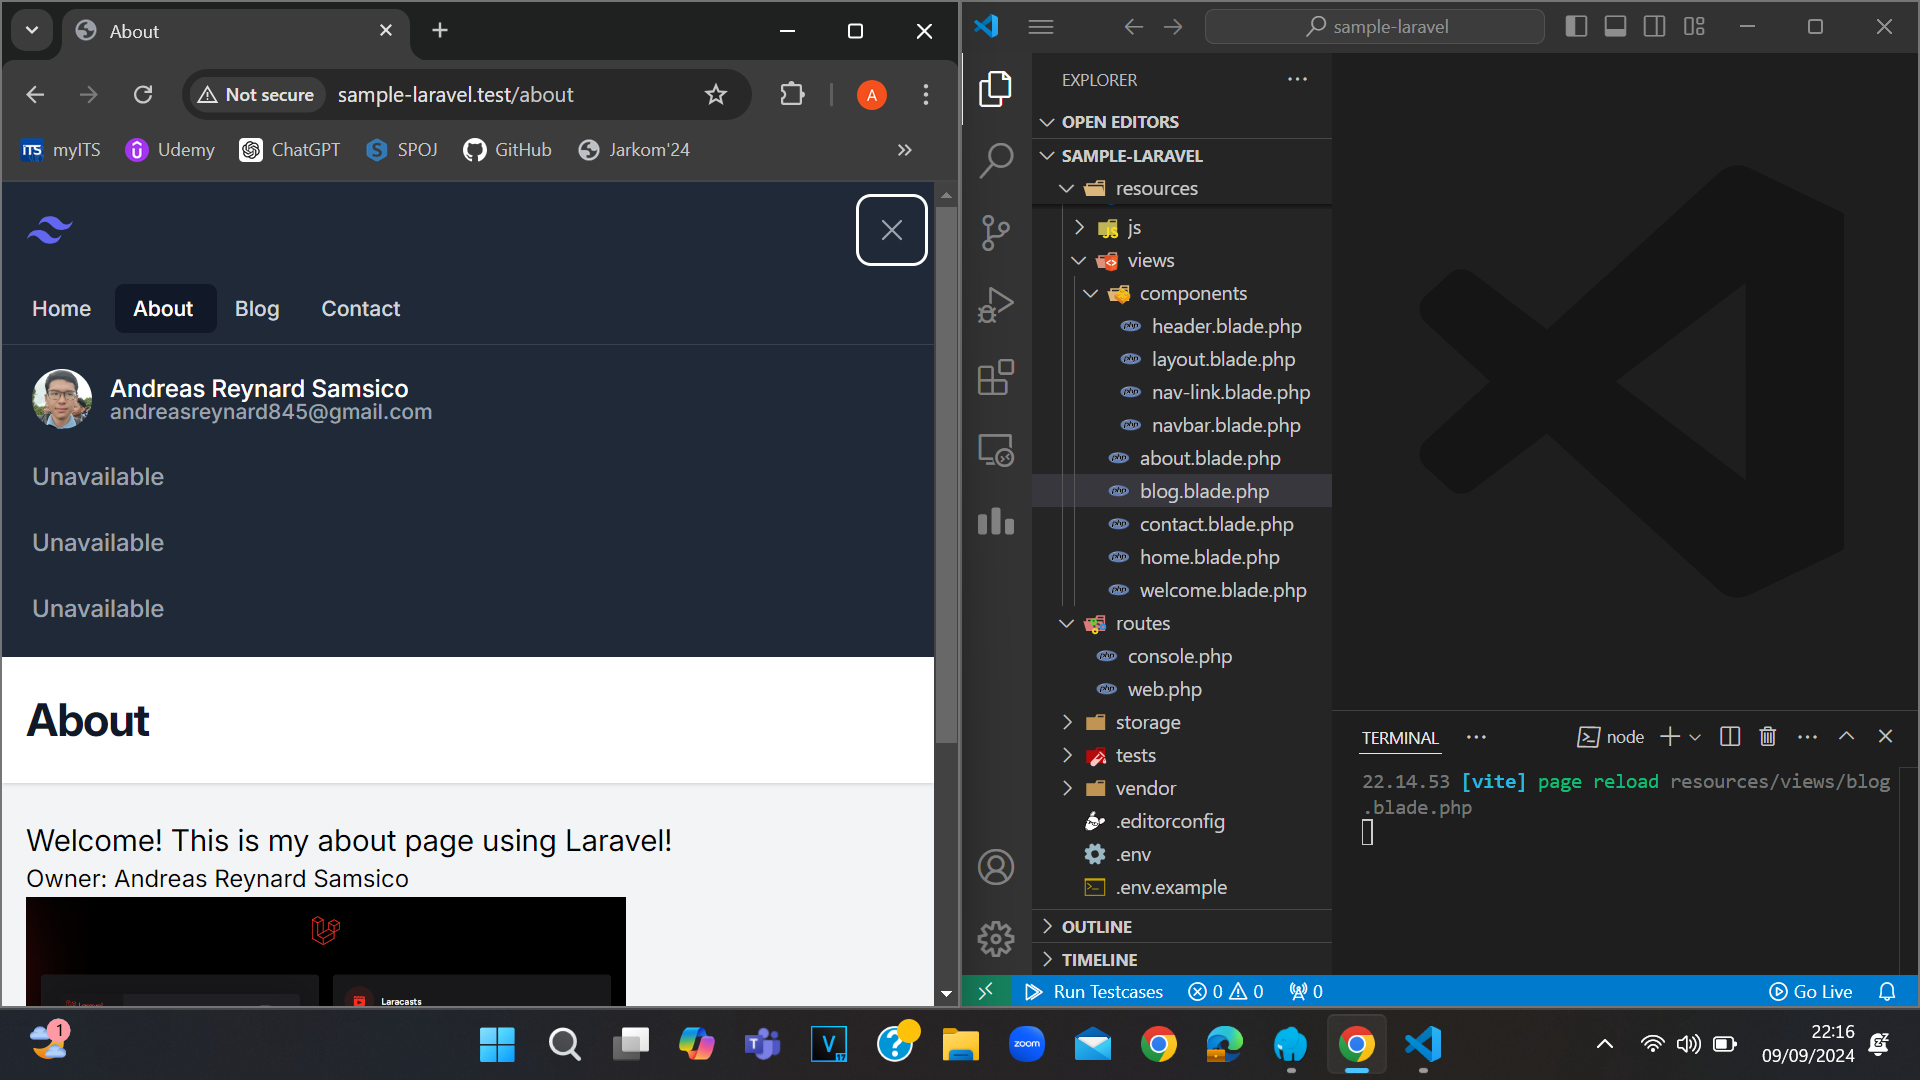 About
Not secure
sample-laravel.test/about
A
myITS
Udemy
ChatGPT
SPOJ
GitHub
Jarkom'24
Home
About
Blog
Contact
Andreas Reynard Samsico
andreasreynard845@gmail.com
Unavailable
Unavailable
Unavailable
About
Welcome! This is my about page using Laravel!
Owner: Andreas Reynard Samsico
Laracasts
sample-laravel
EXPLORER
OPEN EDITORS
SAMPLE-LARAVEL
resources
js
views
components
header.blade.php
layout.blade.php
nav-link.blade.php
navbar.blade.php
about.blade.php
blog.blade.php
contact.blade.php
home.blade.php
welcome.blade.php
routes
console.php
web.php
storage
tests
vendor
.editorconfig
.env
.env.example
OUTLINE
TIMELINE
TERMINAL
node
22.14.53 [vite] page reload resources/views/blog
.blade.php
Run Testcases
0
0
0
Go Live
1
zoom
22:16
09/09/2024